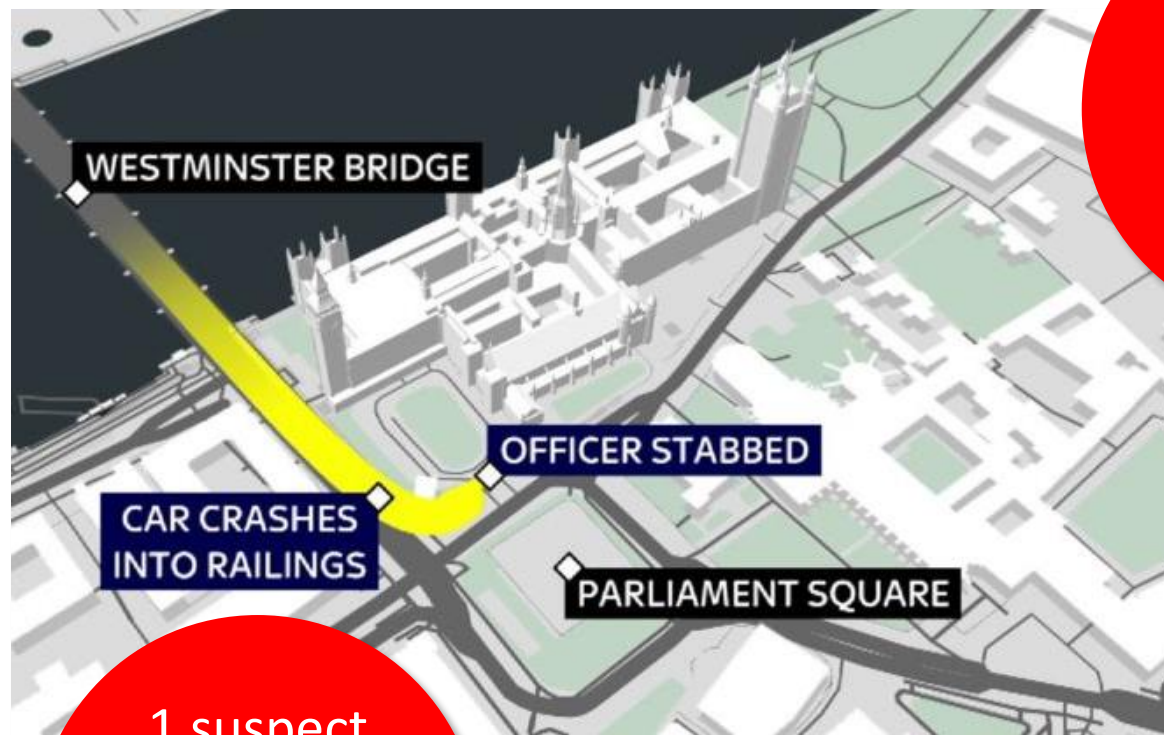 WESTMINSTER BRIDGE
OFFICER STABBED
CAR CRASHES
INTO RAILINGS
PARLIAMENT SQUARE
1 suspect